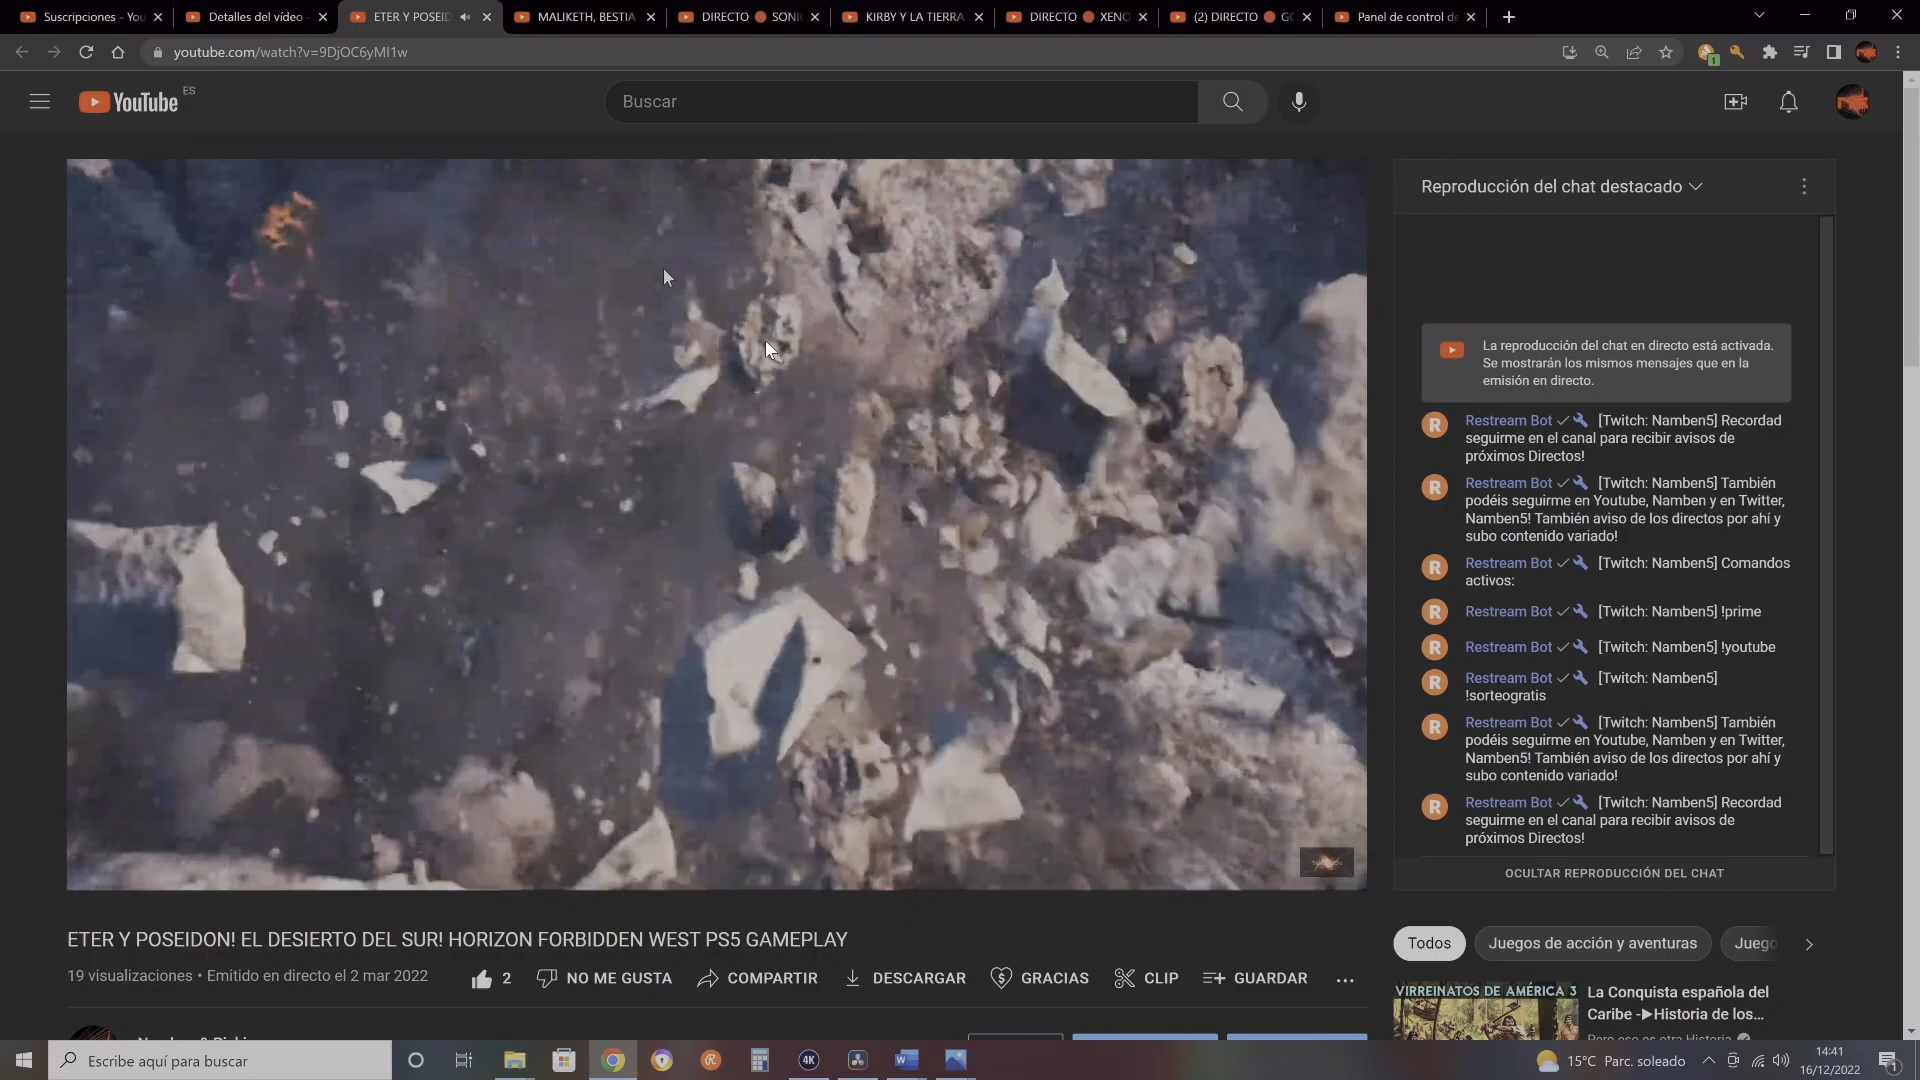 Suscripciones - You
Detalles del vídeo -
ETER Y POSEID
MALIKETH, BESTIA
DIRECTO 🔴 SONI
KIRBY Y LA TIERRA
DIRECTO 🔴 XENO
(2) DIRECTO 🔴 GO
Panel de control de
youtube.com/watch?v=9DjOC6yMI1w
1
YouTube ES
Buscar
Reproducción del chat destacado
La reproducción del chat en directo está activada.
Se mostrarán los mismos mensajes que en la
emisión en directo.
R Restream Bot [Twitch: Namben5] Recordad
seguirme en el canal para recibir avisos de
próximos Directos!
R Restream Bot [Twitch: Namben5] También
podéis seguirme en Youtube, Namben y en Twitter,
Namben5! También aviso de los directos por ahí y
subo contenido variado!
R Restream Bot [Twitch: Namben5] Comandos
activos:
R Restream Bot [Twitch: Namben5] !prime
R Restream Bot [Twitch: Namben5] !youtube
R Restream Bot [Twitch: Namben5]
!sorteogratis
R Restream Bot [Twitch: Namben5] También
podéis seguirme en Youtube, Namben y en Twitter,
Namben5! También aviso de los directos por ahí y
subo contenido variado!
R Restream Bot [Twitch: Namben5] Recordad
seguirme en el canal para recibir avisos de
próximos Directos!
OCULTAR REPRODUCCIÓN DEL CHAT
ETER Y POSEIDON! EL DESIERTO DEL SUR! HORIZON FORBIDDEN WEST PS5 GAMEPLAY
19 visualizaciones • Emitido en directo el 2 mar 2022
2 NO ME GUSTA COMPARTIR DESCARGAR GRACIAS CLIP GUARDAR
Todos Juegos de acción y aventuras Juego
VIRREINATOS DE AMÉRICA 3
La Conquista española del
Caribe -▶Historia de los...
Pero eso es otra Historia
Escribe aquí para buscar
4K
15°C Parc. soleado
14:41
16/12/2022
1